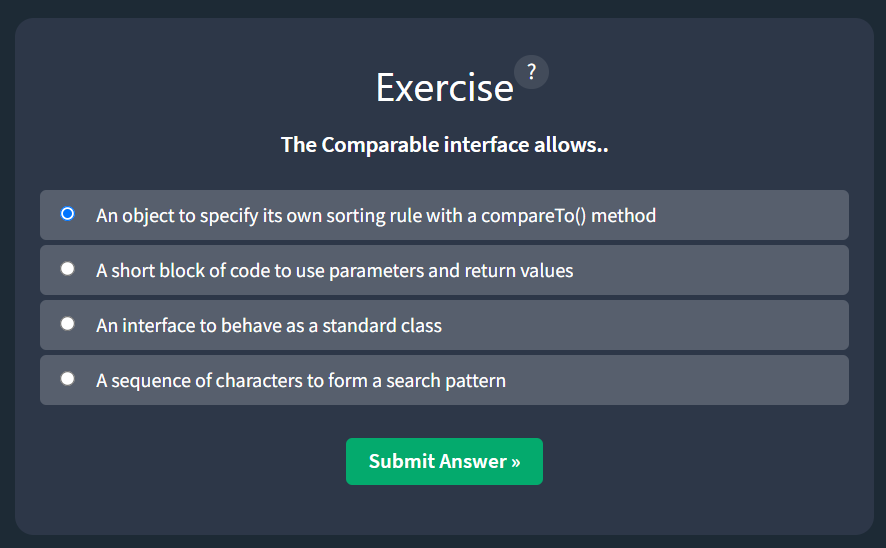 Exercise ?
The Comparable interface allows..
An object to specify its own sorting rule with a compareTo() method
A short block of code to use parameters and return values
An interface to behave as a standard class
A sequence of characters to form a search pattern
Submit Answer »